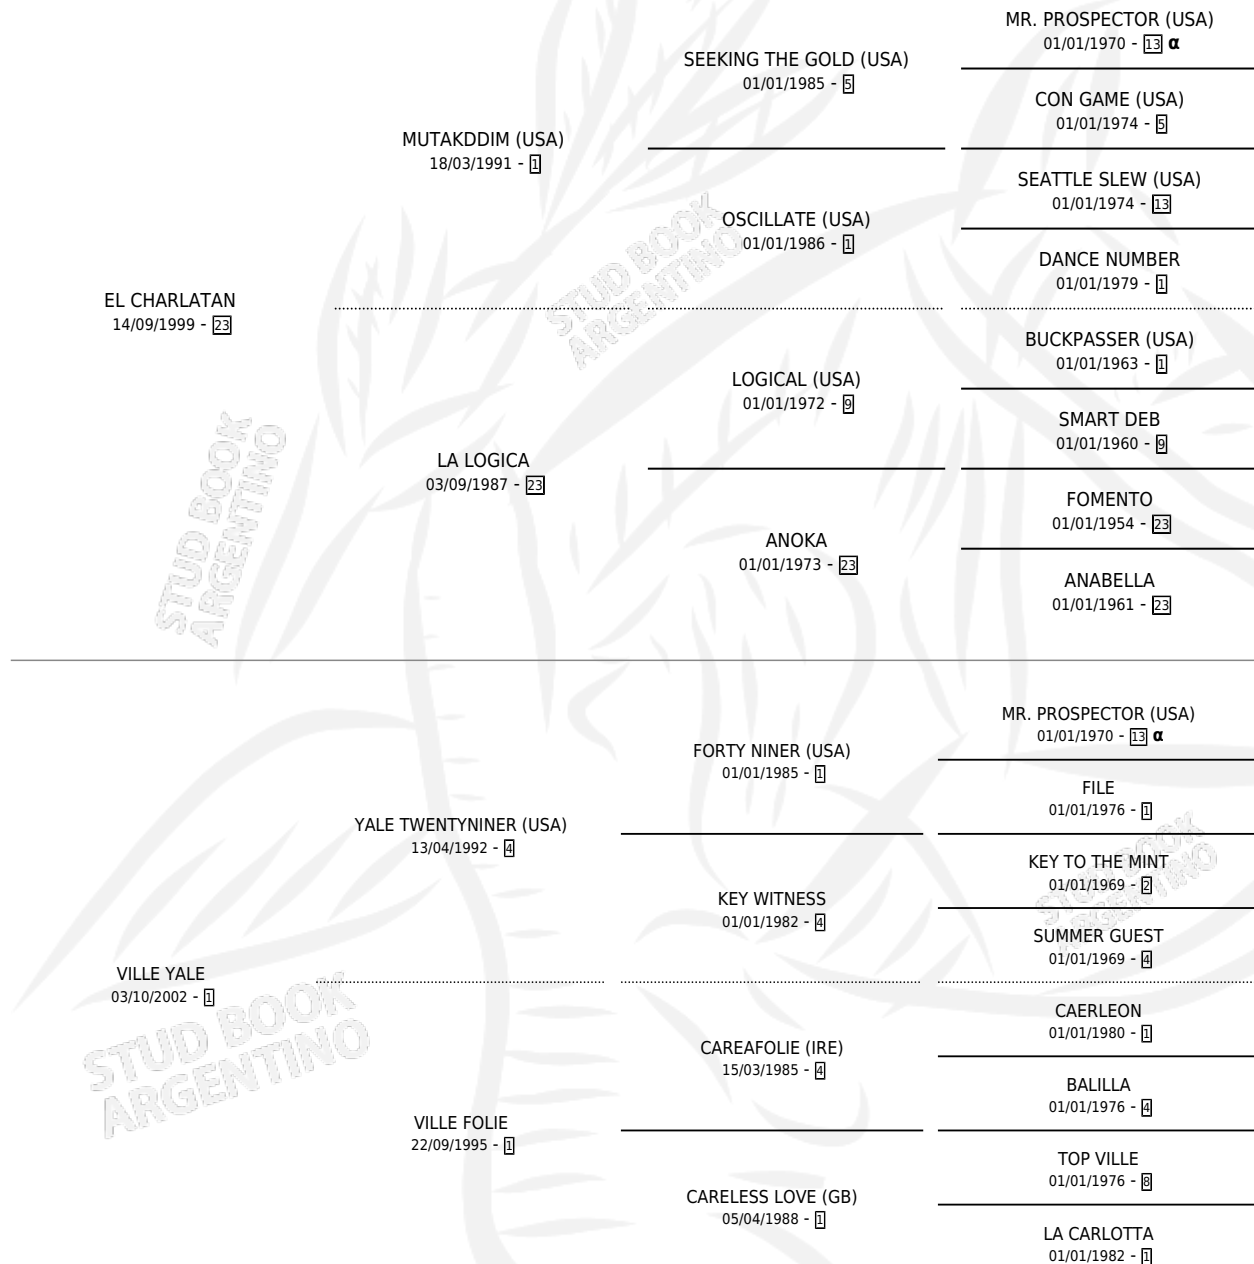 MR. PROSPECTOR (USA)
01/01/1970 - 13 α
SEEKING THE GOLD (USA)
01/01/1985 - 5
CON GAME (USA)
01/01/1974 - 5
MUTAKDDIM (USA)
18/03/1991 - 1
SEATTLE SLEW (USA)
01/01/1974 - 13
OSCILLATE (USA)
01/01/1986 - 1
DANCE NUMBER
01/01/1979 - 1
EL CHARLATAN
14/09/1999 - 23
BUCKPASSER (USA)
01/01/1963 - 1
LOGICAL (USA)
01/01/1972 - 9
SMART DEB
01/01/1960 - 9
LA LOGICA
03/09/1987 - 23
FOMENTO
01/01/1954 - 23
ANOKA
01/01/1973 - 23
ANABELLA
01/01/1961 - 23
MR. PROSPECTOR (USA)
01/01/1970 - 13 α
FORTY NINER (USA)
01/01/1985 - 1
FILE
01/01/1976 - 1
YALE TWENTYNINER (USA)
13/04/1992 - 4
KEY TO THE MINT
01/01/1969 - 2
KEY WITNESS
01/01/1982 - 4
SUMMER GUEST
01/01/1969 - 4
VILLE YALE
03/10/2002 - 1
CAERLEON
01/01/1980 - 1
CAREAFOLIE (IRE)
15/03/1985 - 4
BALILLA
01/01/1976 - 4
VILLE FOLIE
22/09/1995 - 1
TOP VILLE
01/01/1976 - 8
CARELESS LOVE (GB)
05/04/1988 - 1
LA CARLOTTA
01/01/1982 - 1
STUD BOOK
ARGENTINO
STUD BOOK
ARGENTINO
STUD BOOK
ARGENTINO
STUD BOOK
ARGENTINO